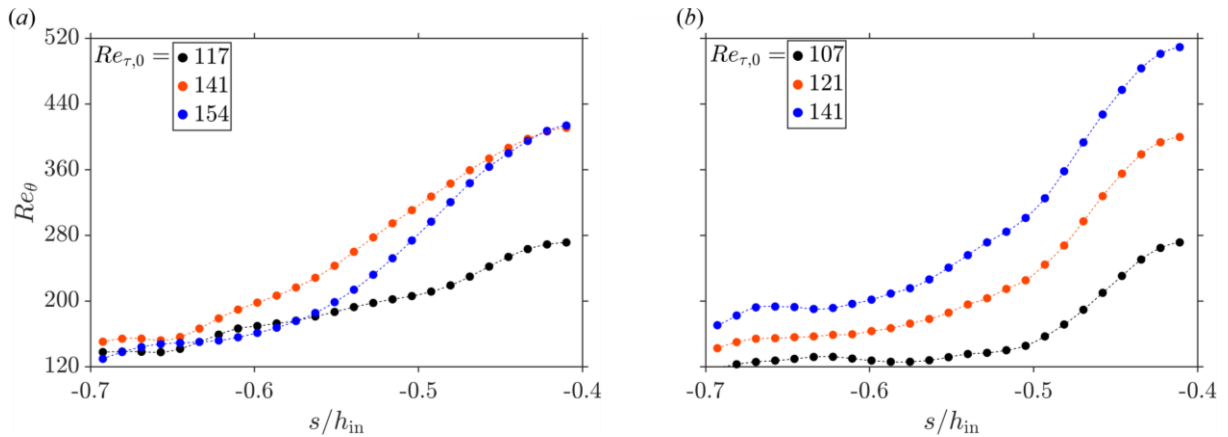 (a)
520
Re_τ,0 = 117
141
154
440
360
Re_θ
280
200
120
-0.7 -0.6 -0.5 -0.4
s/h_in
(b)
Re_τ,0 = 107
121
141
-0.7 -0.6 -0.5 -0.4
s/h_in